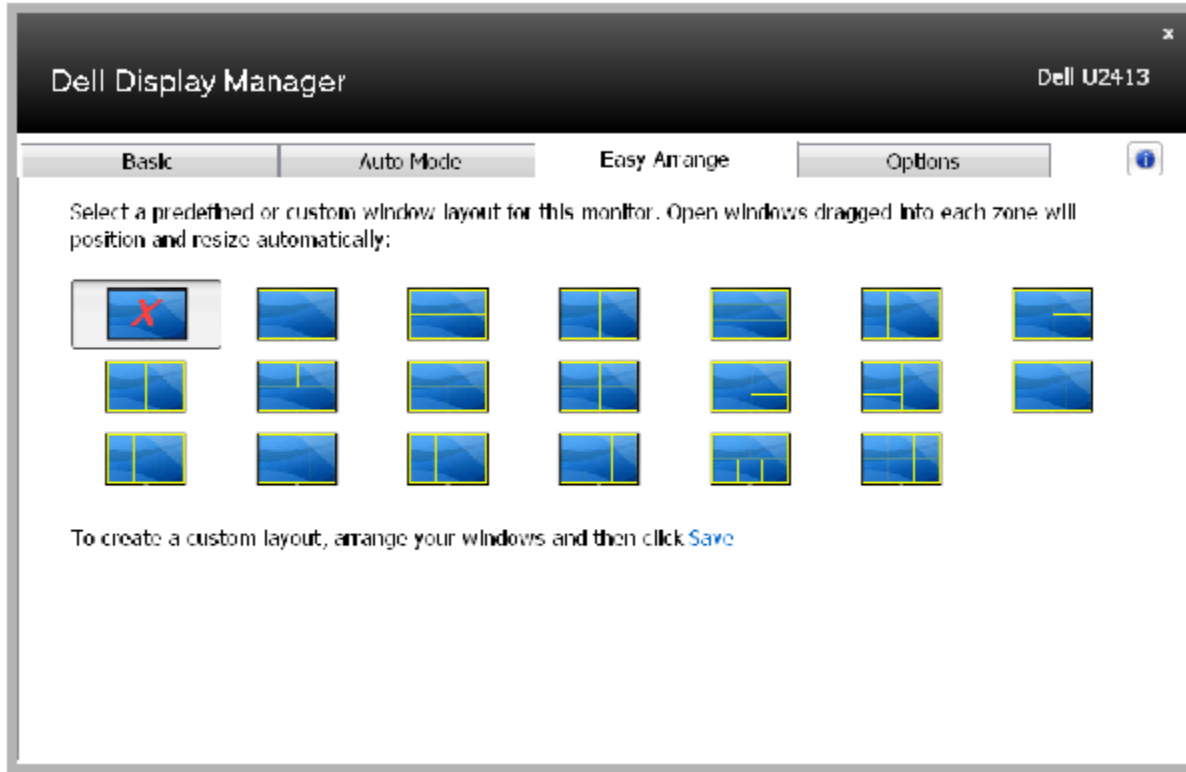 x
Dell Display Manager
Dell U2413
Basic
Auto Mode
Easy Arrange
Options
i
Select a predefined or custom window layout for this monitor. Open windows dragged into each zone will
position and resize automatically:
X
To create a custom layout, arrange your windows and then click Save